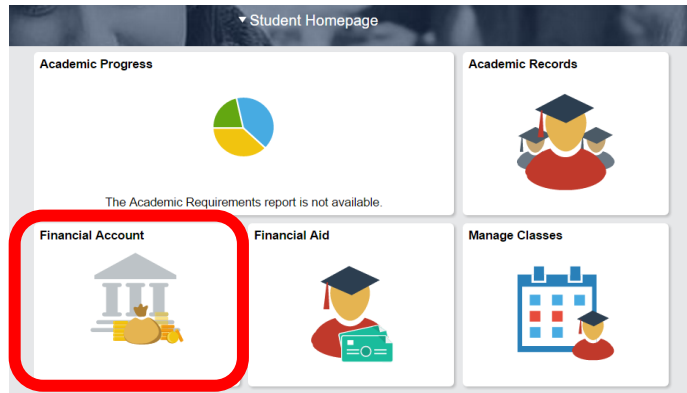 Student Homepage
Academic Progress
Academic Records
The Academic Requirements report is not available.
Financial Account
Financial Aid
Manage Classes